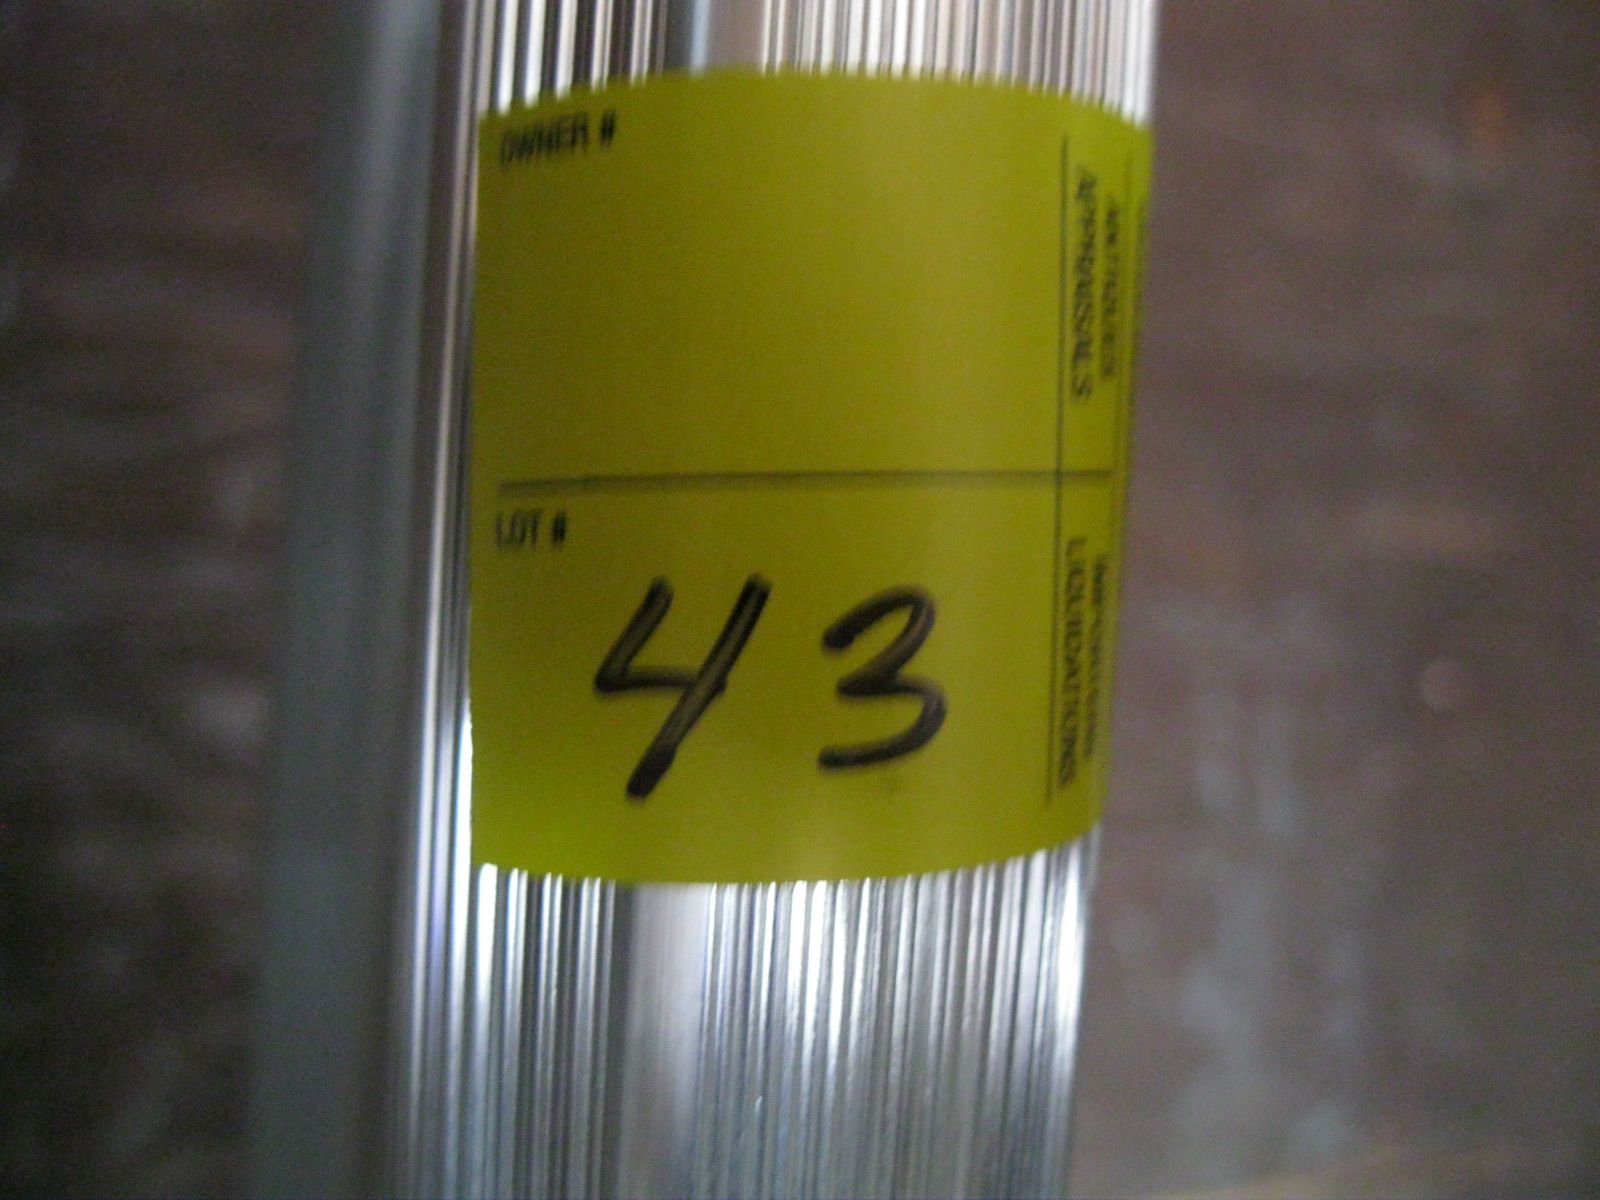 OWNER #
LOT #
43
APPRAISALS
LIQUIDATIONS